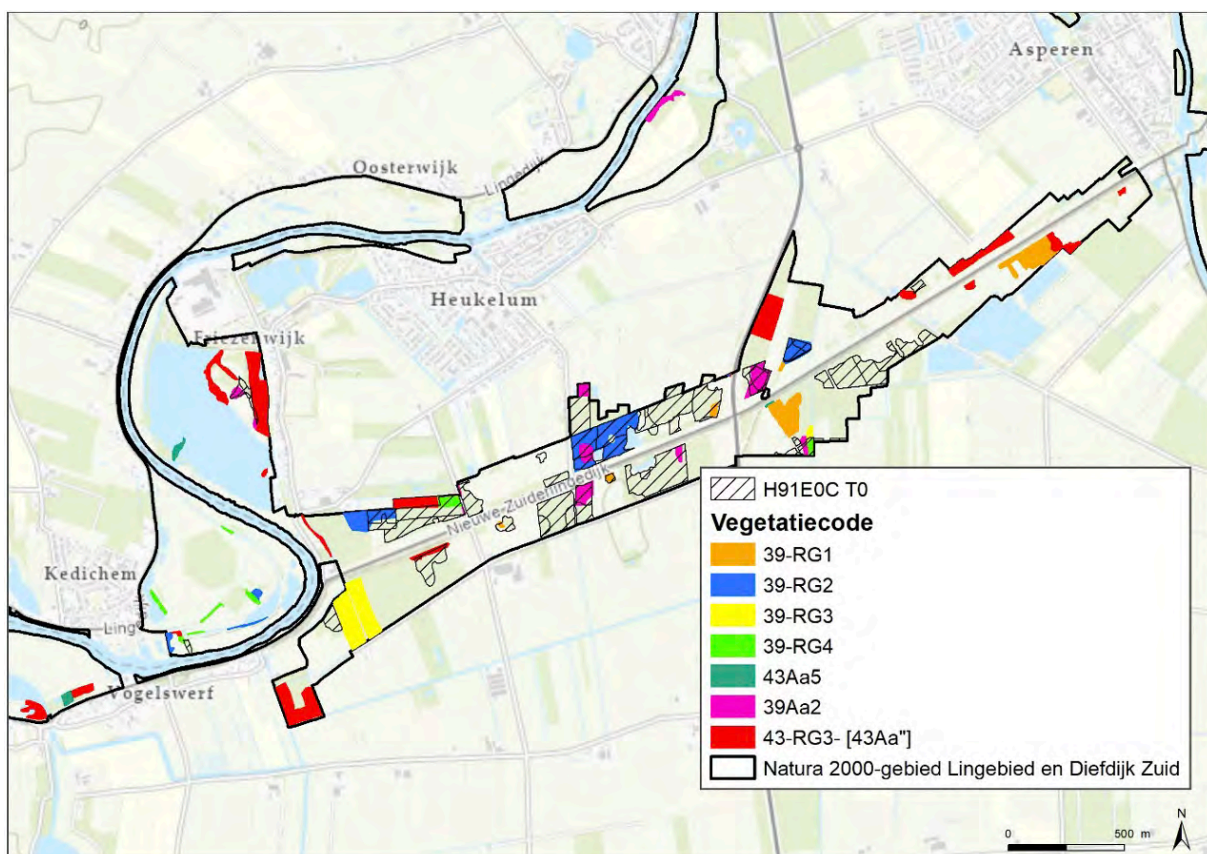 Asperen
Oosterwijk
Lingedijk
Heukelum
Friezenwijk
Nieuwe-Zuiderlingedijk
Kedichem
Vogelswerf
H91E0C T0
Vegetatiecode
39-RG1
39-RG2
39-RG3
39-RG4
43Aa5
39Aa2
43-RG3- [43Aa"]
Natura 2000-gebied Lingebied en Diefdijk Zuid
N
0 500 m